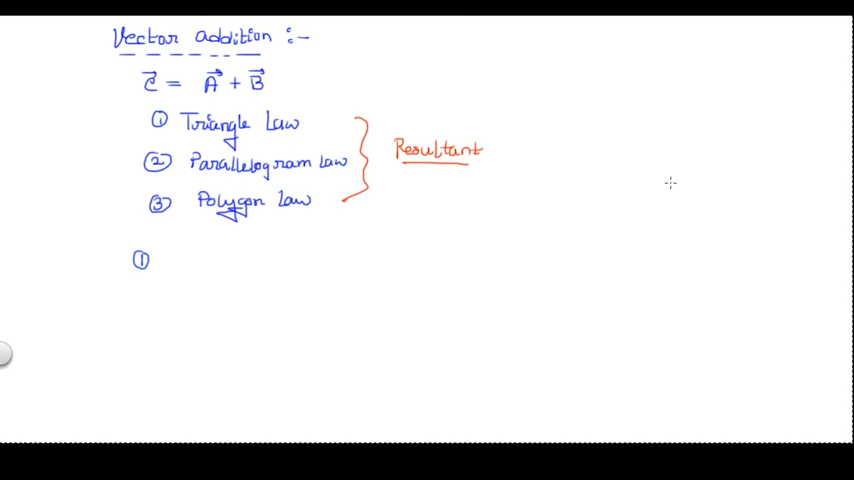 Vector addition :-
C⃗ = A⃗ + B⃗
① Triangle Law
② Parallelogram Law
③ Polygon Law
Resultant
①